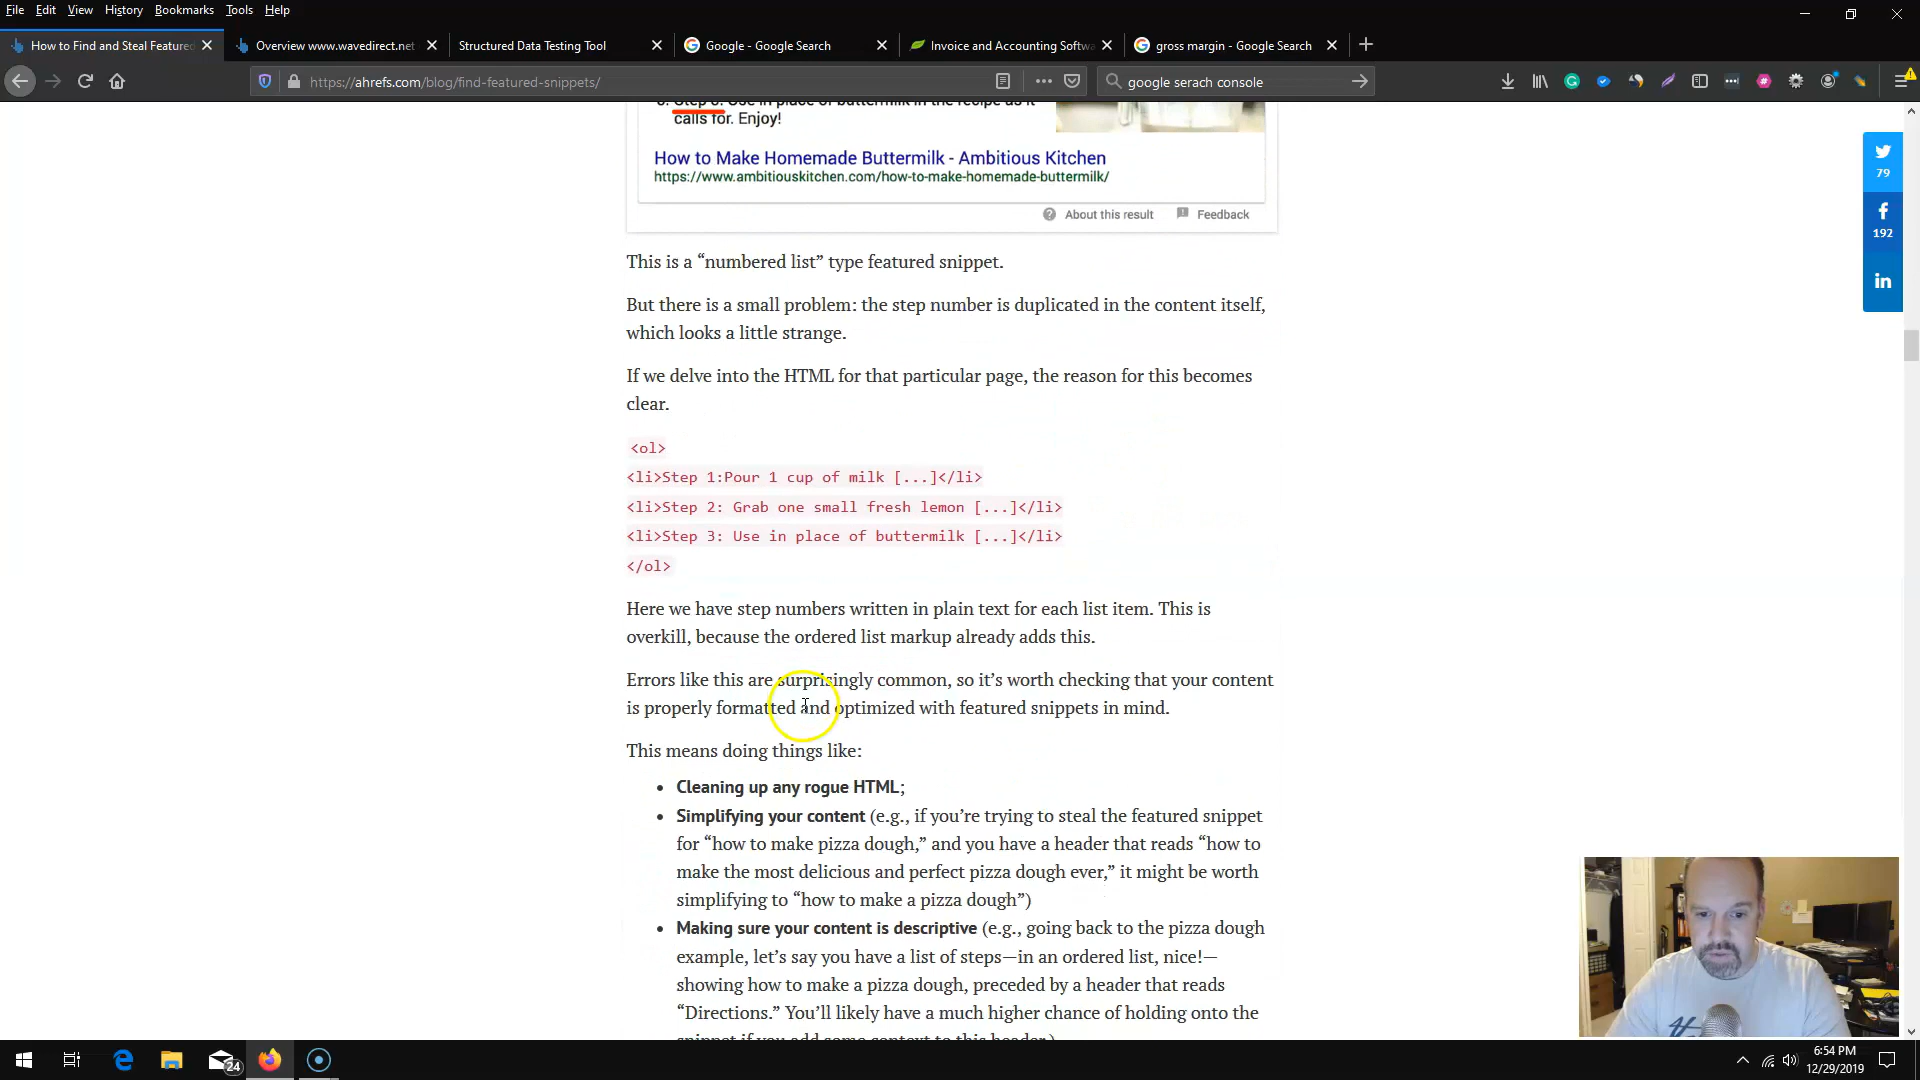 File Edit View History Bookmarks Tools Help
How to Find and Steal Featured
Overview www.wavedirect.net
Structured Data Testing Tool
Google - Google Search
Invoice and Accounting Softwa
gross margin - Google Search
https://ahrefs.com/blog/find-featured-snippets/
google serach console
calls for. Enjoy!
How to Make Homemade Buttermilk - Ambitious Kitchen
https://www.ambitiouskitchen.com/how-to-make-homemade-buttermilk/
About this result Feedback
79
192
This is a “numbered list” type featured snippet.
But there is a small problem: the step number is duplicated in the content itself,
which looks a little strange.
If we delve into the HTML for that particular page, the reason for this becomes
clear.
<ol>
<li>Step 1:Pour 1 cup of milk [...]</li>
<li>Step 2: Grab one small fresh lemon [...]</li>
<li>Step 3: Use in place of buttermilk [...]</li>
</ol>
Here we have step numbers written in plain text for each list item. This is
overkill, because the ordered list markup already adds this.
Errors like this are surprisingly common, so it’s worth checking that your content
is properly formatted and optimized with featured snippets in mind.
This means doing things like:
• Cleaning up any rogue HTML;
• Simplifying your content (e.g., if you’re trying to steal the featured snippet
for “how to make pizza dough,” and you have a header that reads “how to
make the most delicious and perfect pizza dough ever,” it might be worth
simplifying to “how to make a pizza dough”)
• Making sure your content is descriptive (e.g., going back to the pizza dough
example, let’s say you have a list of steps—in an ordered list, nice!—
showing how to make a pizza dough, preceded by a header that reads
“Directions.” You’ll likely have a much higher chance of holding onto the
snippet if you add some context to this header.)
24
6:54 PM
12/29/2019